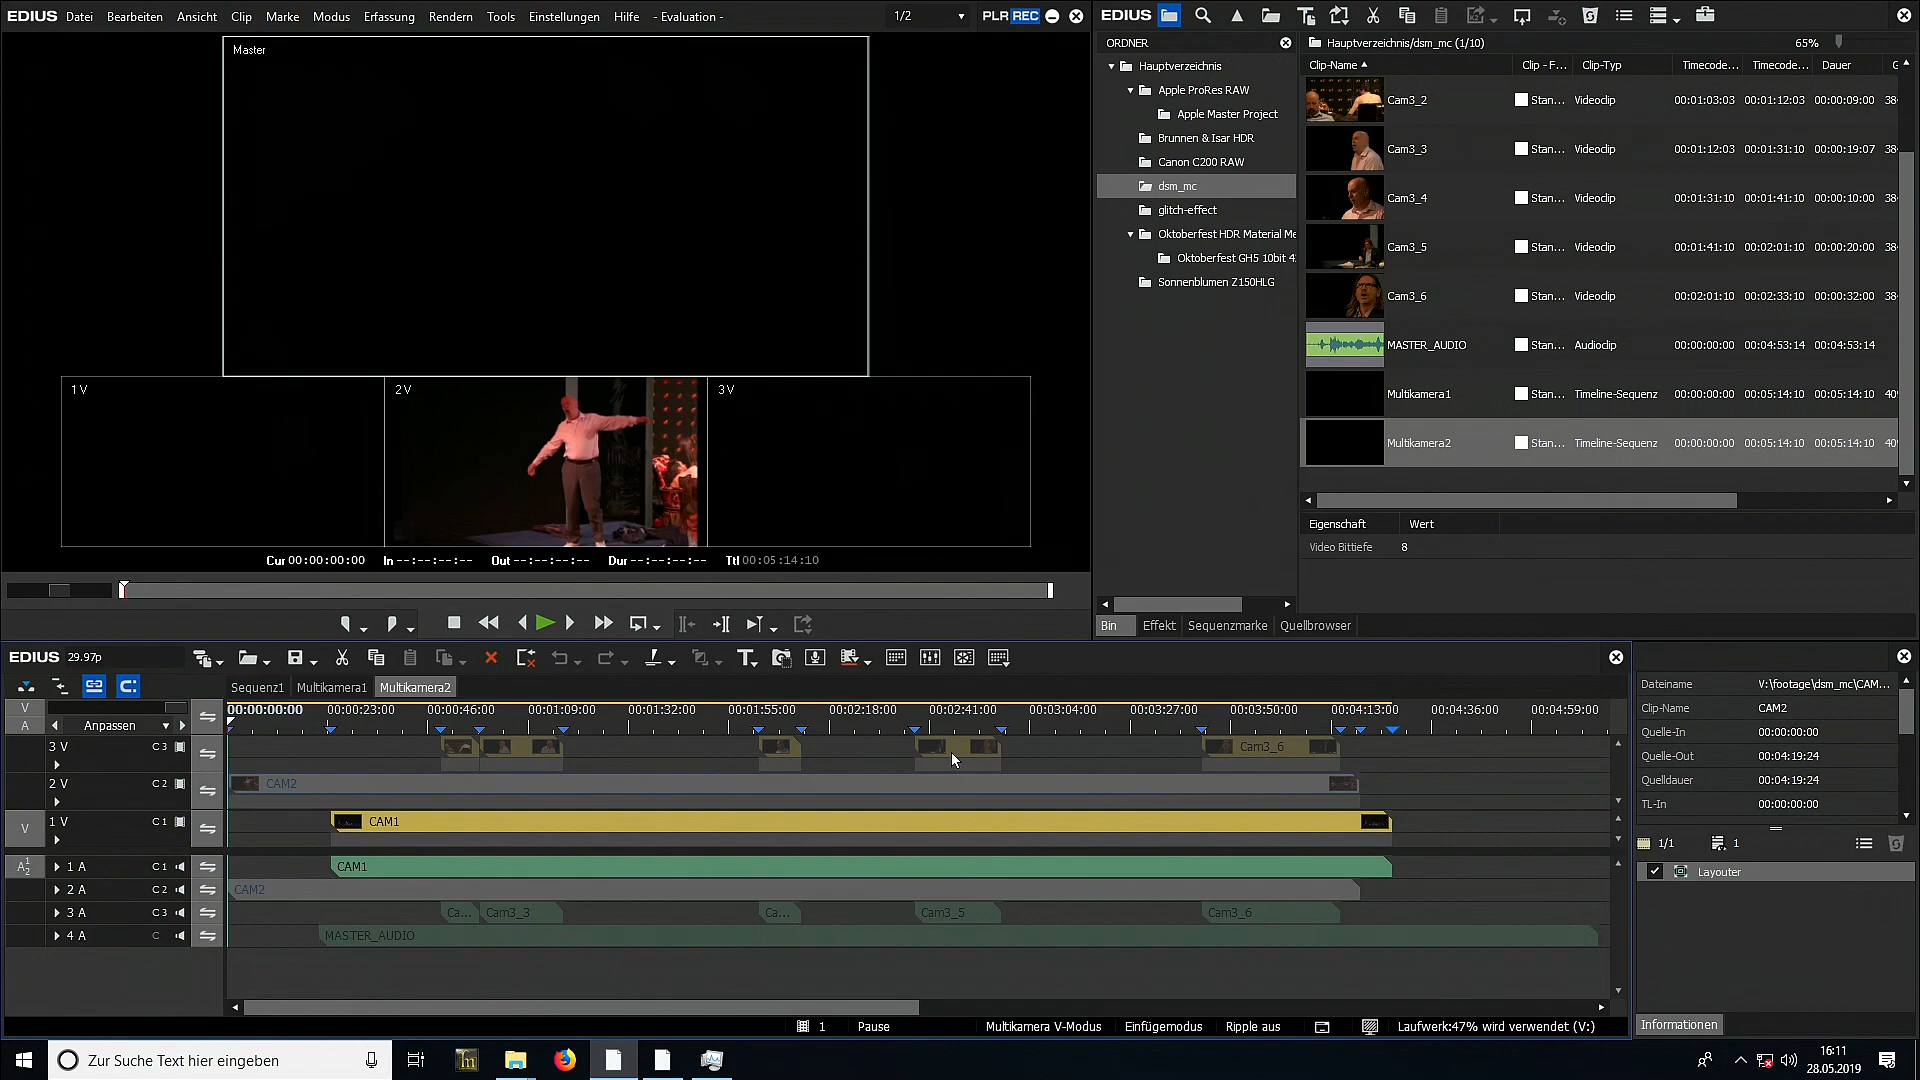 EDIUS Datei Bearbeiten Ansicht Clip Marke Modus Erfassung Rendern Tools Einstellungen Hilfe - Evaluation - 1/2 PLR REC
Master
1 V
2 V
3 V
Cur 00:00:00:00 In --:--:--:-- Out --:--:--:-- Dur --:--:--:-- Ttl 00:05:14:10
EDIUS
ORDNER
Hauptverzeichnis
Apple ProRes RAW
Apple Master Project
Brunnen & Isar HDR
Canon C200 RAW
dsm_mc
glitch-effect
Oktoberfest HDR Material Me
Oktoberfest GH5 10bit 4:
Sonnenblumen Z150HLG
Hauptverzeichnis/dsm_mc (1/10) 65%
Clip-Name Clip - F... Clip-Typ Timecode... Timecode... Dauer G
Cam3_2 Stan... Videoclip 00:01:03:03 00:01:12:03 00:00:09:00 38
Cam3_3 Stan... Videoclip 00:01:12:03 00:01:31:10 00:00:19:07 38
Cam3_4 Stan... Videoclip 00:01:31:10 00:01:41:10 00:00:10:00 38
Cam3_5 Stan... Videoclip 00:01:41:10 00:02:01:10 00:00:20:00 38
Cam3_6 Stan... Videoclip 00:02:01:10 00:02:33:10 00:00:32:00 38
MASTER_AUDIO Stan... Audioclip 00:00:00:00 00:04:53:14 00:04:53:14
Multikamera1 Stan... Timeline-Sequenz 00:00:00:00 00:05:14:10 00:05:14:10 40
Multikamera2 Stan... Timeline-Sequenz 00:00:00:00 00:05:14:10 00:05:14:10 40
Eigenschaft Wert
Video Bittiefe 8
Bin Effekt Sequenzmarke Quellbrowser
EDIUS 29.97p
Sequenz1 Multikamera1 Multikamera2
V
A
Anpassen
00:00:00:00 00:00:23:00 00:00:46:00 00:01:09:00 00:01:32:00 00:01:55:00 00:02:18:00 00:02:41:00 00:03:04:00 00:03:27:00 00:03:50:00 00:04:13:00 00:04:36:00 00:04:59:00
3 V C 3 Cam3_6
2 V C 2 CAM2
V 1 V C 1 CAM1
A 1 2 1 A C 1 CAM1
2 A C 2 CAM2
3 A C 3 Ca... Cam3_3 Ca... Cam3_5 Cam3_6
4 A C MASTER_AUDIO
1 Pause Multikamera V-Modus Einfügemodus Ripple aus Laufwerk:47% wird verwendet (V:)
Dateiname V:\footage\dsm_mc\CAM...
Clip-Name CAM2
Quelle-In 00:00:00:00
Quelle-Out 00:04:19:24
Quelldauer 00:04:19:24
TL-In 00:00:00:00
1/1 1
Layouter
Informationen
Zur Suche Text hier eingeben
In
16:11
28.05.2019